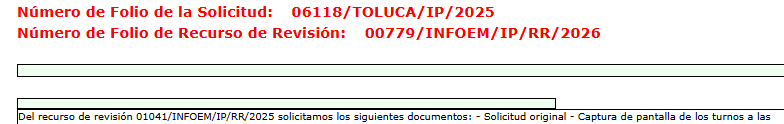 Número de Folio de la Solicitud: 06118/TOLUCA/IP/2025
Número de Folio de Recurso de Revisión: 00779/INFOEM/IP/RR/2026
Del recurso de revisión 01041/INFOEM/IP/RR/2025 solicitamos los siguientes documentos: - Solicitud original - Captura de pantalla de los turnos a las